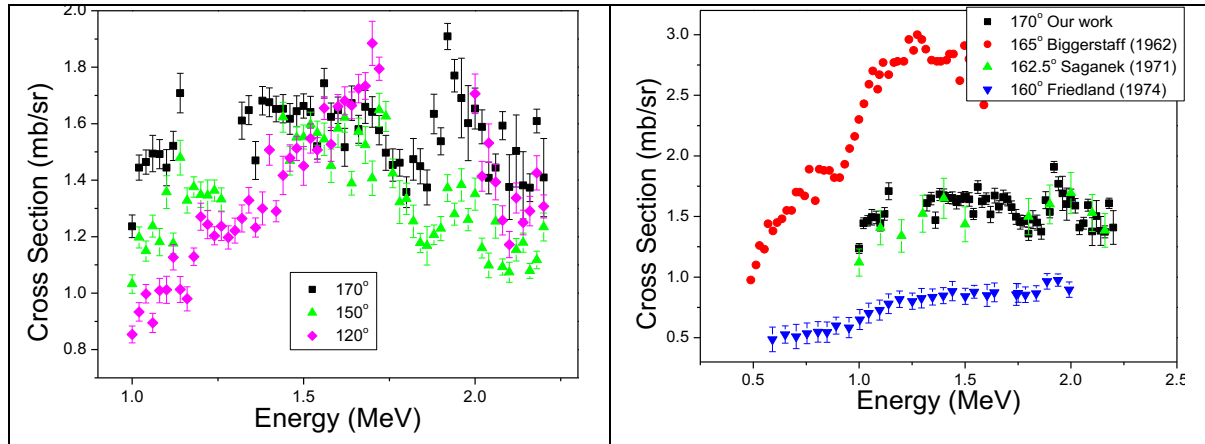 2.0
1.8
1.6
1.4
1.2
1.0
0.8
Cross Section (mb/sr)
170°
150°
120°
1.0 1.5 2.0
Energy (MeV)
170° Our work
165° Biggerstaff (1962)
162.5° Saganek (1971)
160° Friedland (1974)
3.0
2.5
2.0
1.5
1.0
0.5
Cross Section (mb/sr)
0.5 1.0 1.5 2.0 2.5
Energy (MeV)